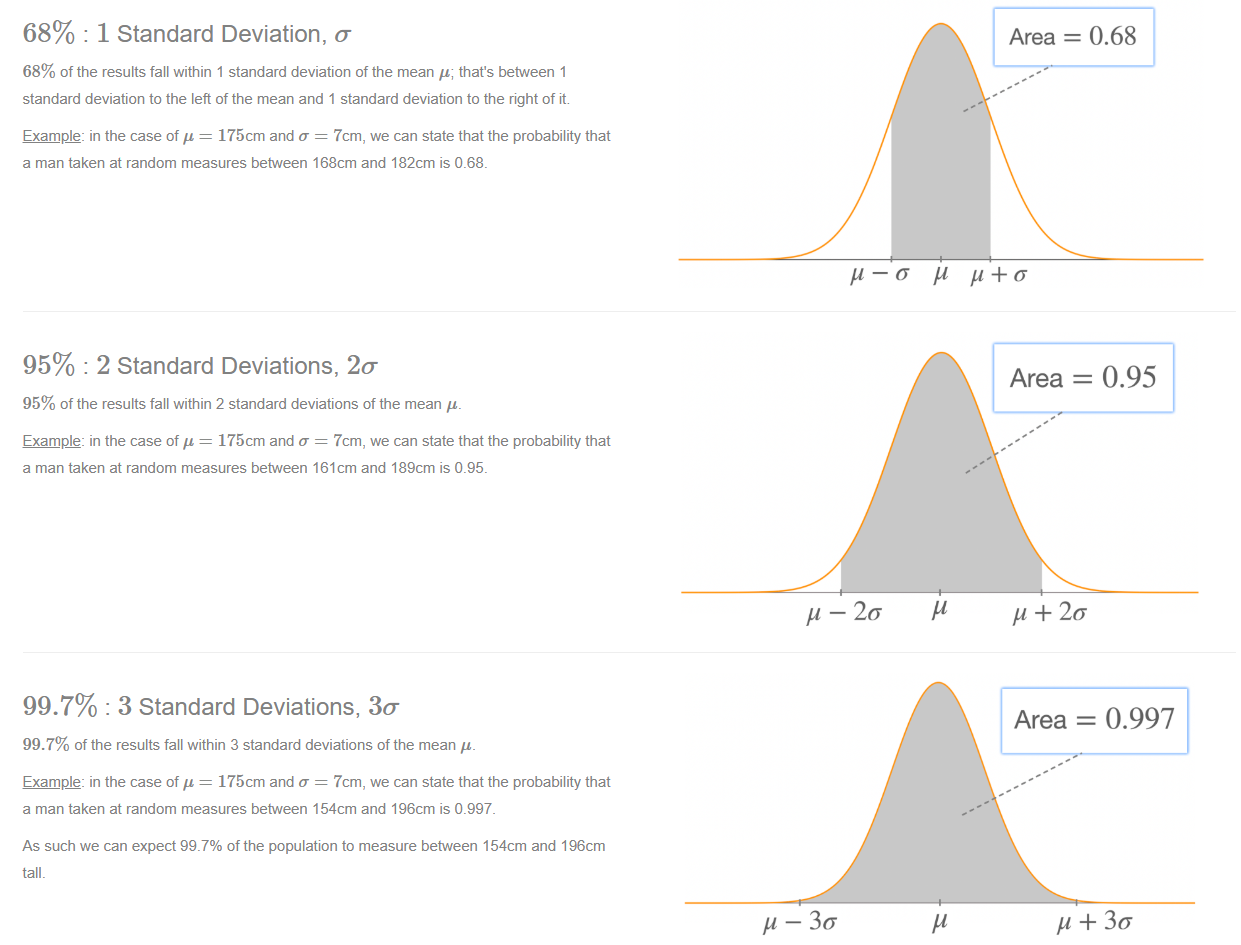 68% : 1 Standard Deviation, σ
68% of the results fall within 1 standard deviation of the mean μ; that's between 1
standard deviation to the left of the mean and 1 standard deviation to the right of it.
Example: in the case of μ = 175cm and σ = 7cm, we can state that the probability that
a man taken at random measures between 168cm and 182cm is 0.68.
Area = 0.68
μ − σ μ μ + σ
95% : 2 Standard Deviations, 2σ
95% of the results fall within 2 standard deviations of the mean μ.
Example: in the case of μ = 175cm and σ = 7cm, we can state that the probability that
a man taken at random measures between 161cm and 189cm is 0.95.
Area = 0.95
μ − 2σ μ μ + 2σ
99.7% : 3 Standard Deviations, 3σ
99.7% of the results fall within 3 standard deviations of the mean μ.
Example: in the case of μ = 175cm and σ = 7cm, we can state that the probability that
a man taken at random measures between 154cm and 196cm is 0.997.
As such we can expect 99.7% of the population to measure between 154cm and 196cm
tall.
Area = 0.997
μ − 3σ μ μ + 3σ